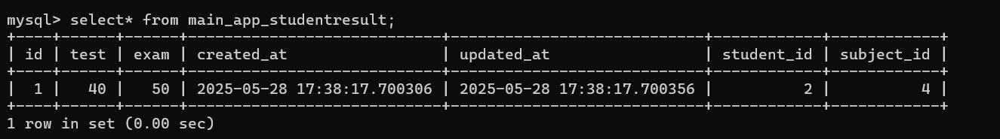 mysql> select* from main_app_studentresult;
+----+------+------+----------------------------+----------------------------+------------+------------+
| id | test | exam | created_at                 | updated_at                 | student_id | subject_id |
+----+------+------+----------------------------+----------------------------+------------+------------+
|  1 |   40 |   50 | 2025-05-28 17:38:17.700306 | 2025-05-28 17:38:17.700356 |          2 |          4 |
+----+------+------+----------------------------+----------------------------+------------+------------+
1 row in set (0.00 sec)